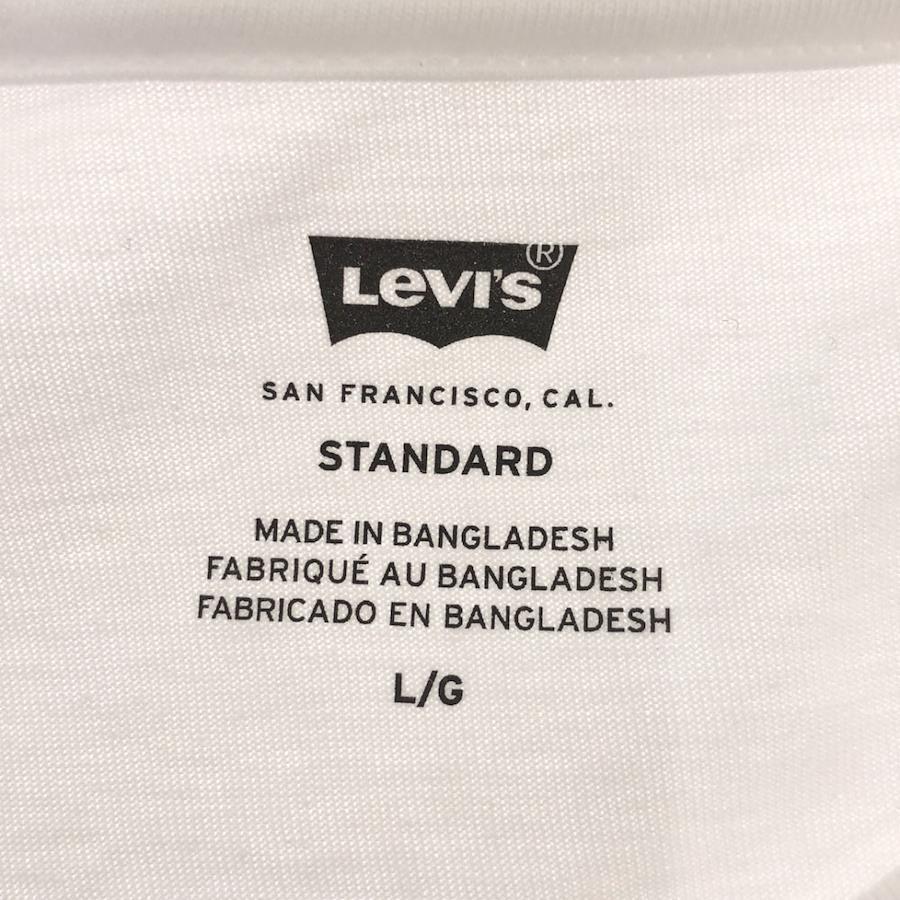 Levi's®
SAN FRANCISCO, CAL.
STANDARD
MADE IN BANGLADESH
FABRIQUÉ AU BANGLADESH
FABRICADO EN BANGLADESH
L/G